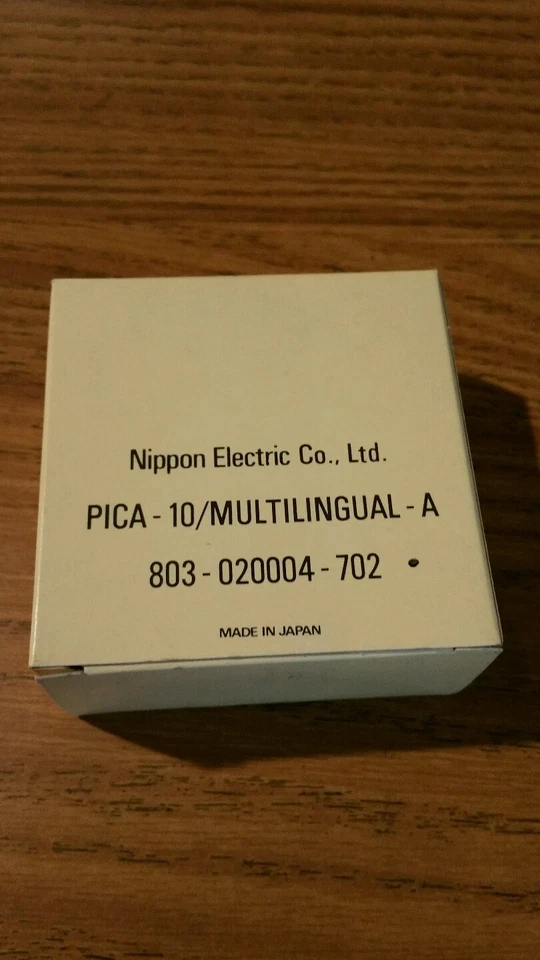 Nippon Electric Co., Ltd.
PICA - 10/MULTILINGUAL - A
803 - 020004 - 702
MADE IN JAPAN